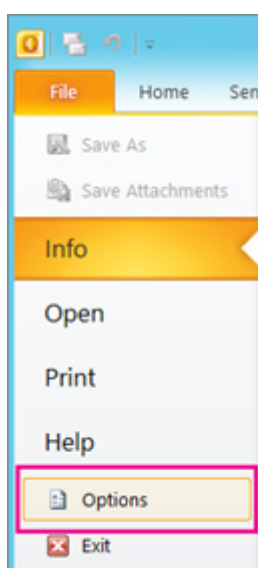 File Home Sen
Save As
Save Attachments
Info
Open
Print
Help
Options
Exit